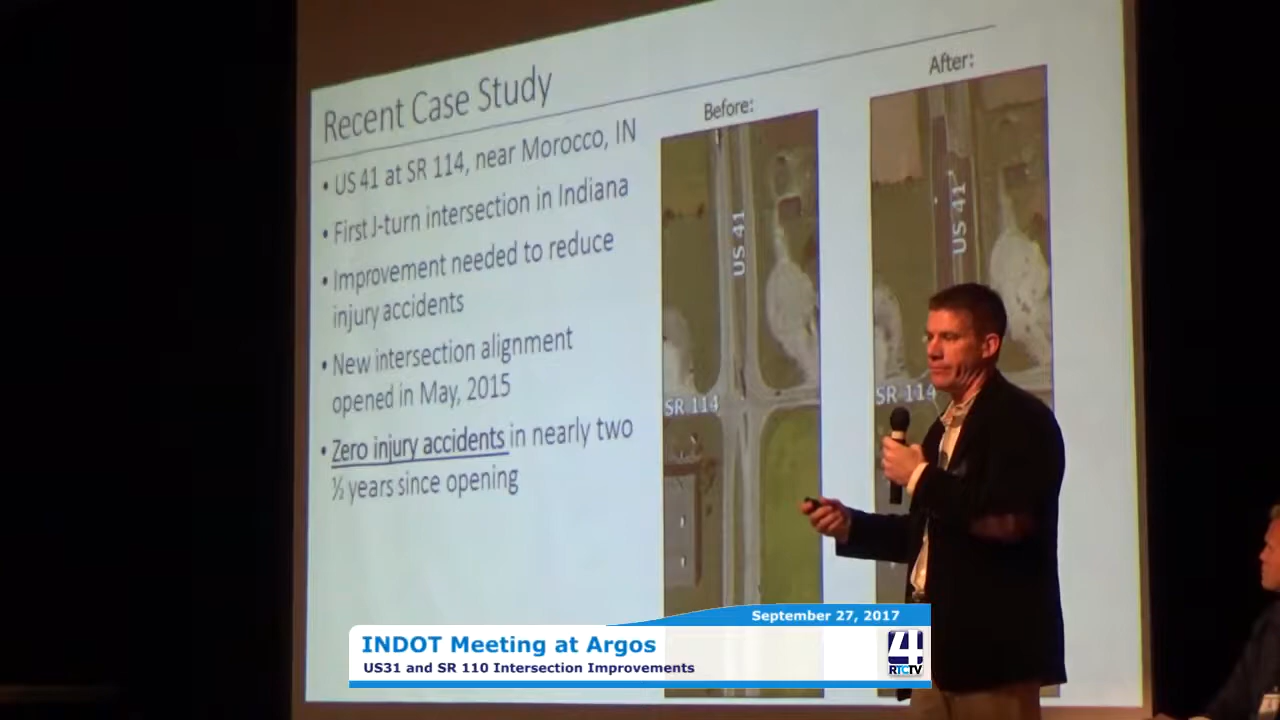 Recent Case Study
• US 41 at SR 114, near Morocco, IN
• First J-turn intersection in Indiana
• Improvement needed to reduce
injury accidents
• New intersection alignment
opened in May, 2015
• Zero injury accidents in nearly two
½ years since opening
Before:
US 41
SR 114
After:
US 41
SR 114
September 27, 2017
INDOT Meeting at Argos
US31 and SR 110 Intersection Improvements
4
RTCTV